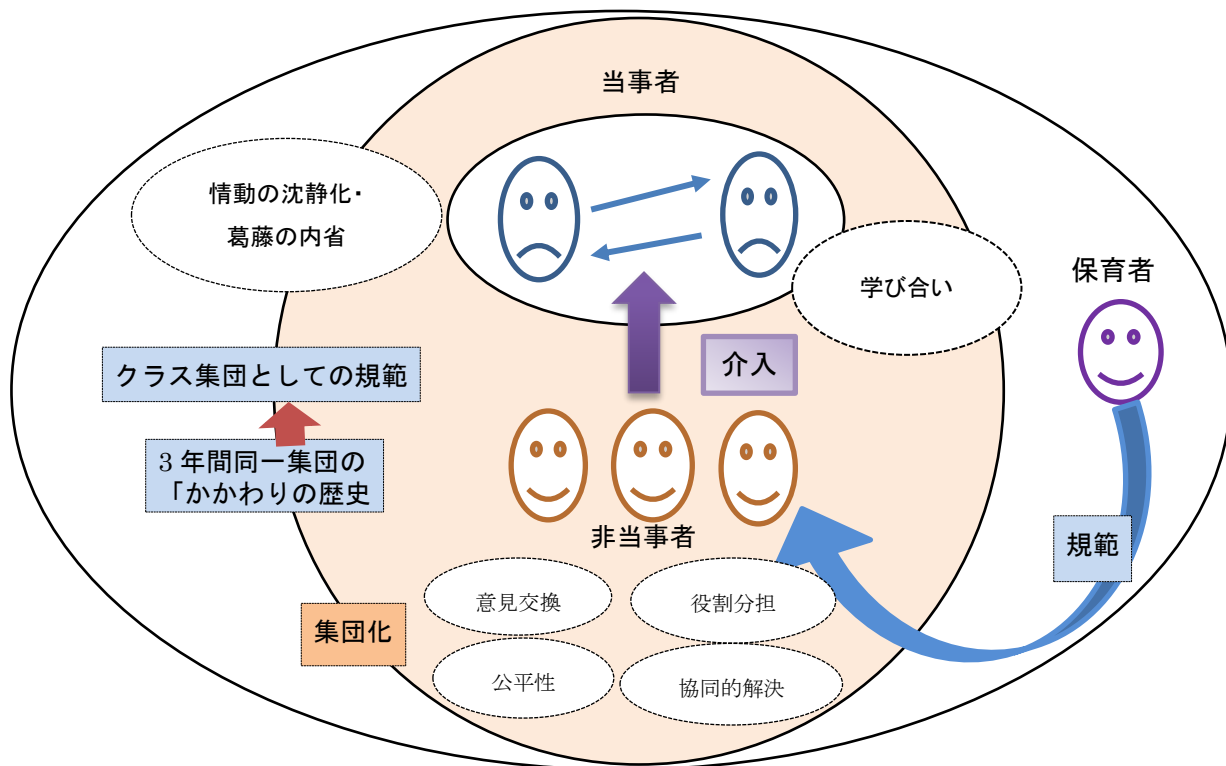 当事者
情動の沈静化・
葛藤の内省
学び合い
保育者
介入
クラス集団としての規範
3年間同一集団の
「かかわりの歴史
非当事者
規範
意見交換
役割分担
集団化
公平性
協同的解決